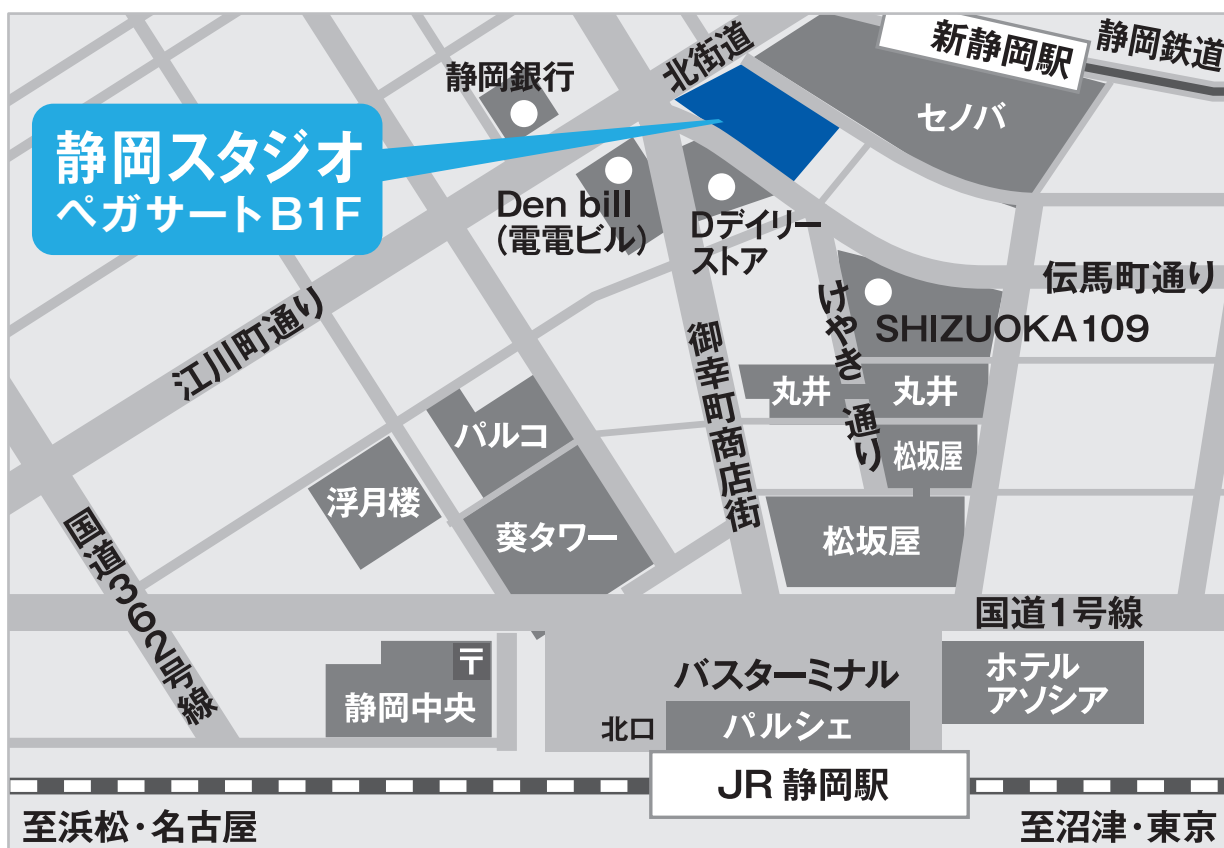 新静岡駅
静岡鉄道
北街道
静岡銀行
セノバ
静岡スタジオ
ペガサートB1F
Den bill
（電電ビル）
Dデイリー
ストア
伝馬町通り
けやき通り
SHIZUOKA109
江川町通り
御幸町商店街
丸井
丸井
パルコ
松坂屋
浮月楼
葵タワー
松坂屋
国道362号線
国道1号線
〒
静岡中央
バスターミナル
ホテル
アソシア
北口
パルシェ
JR 静岡駅
至浜松・名古屋
至沼津・東京